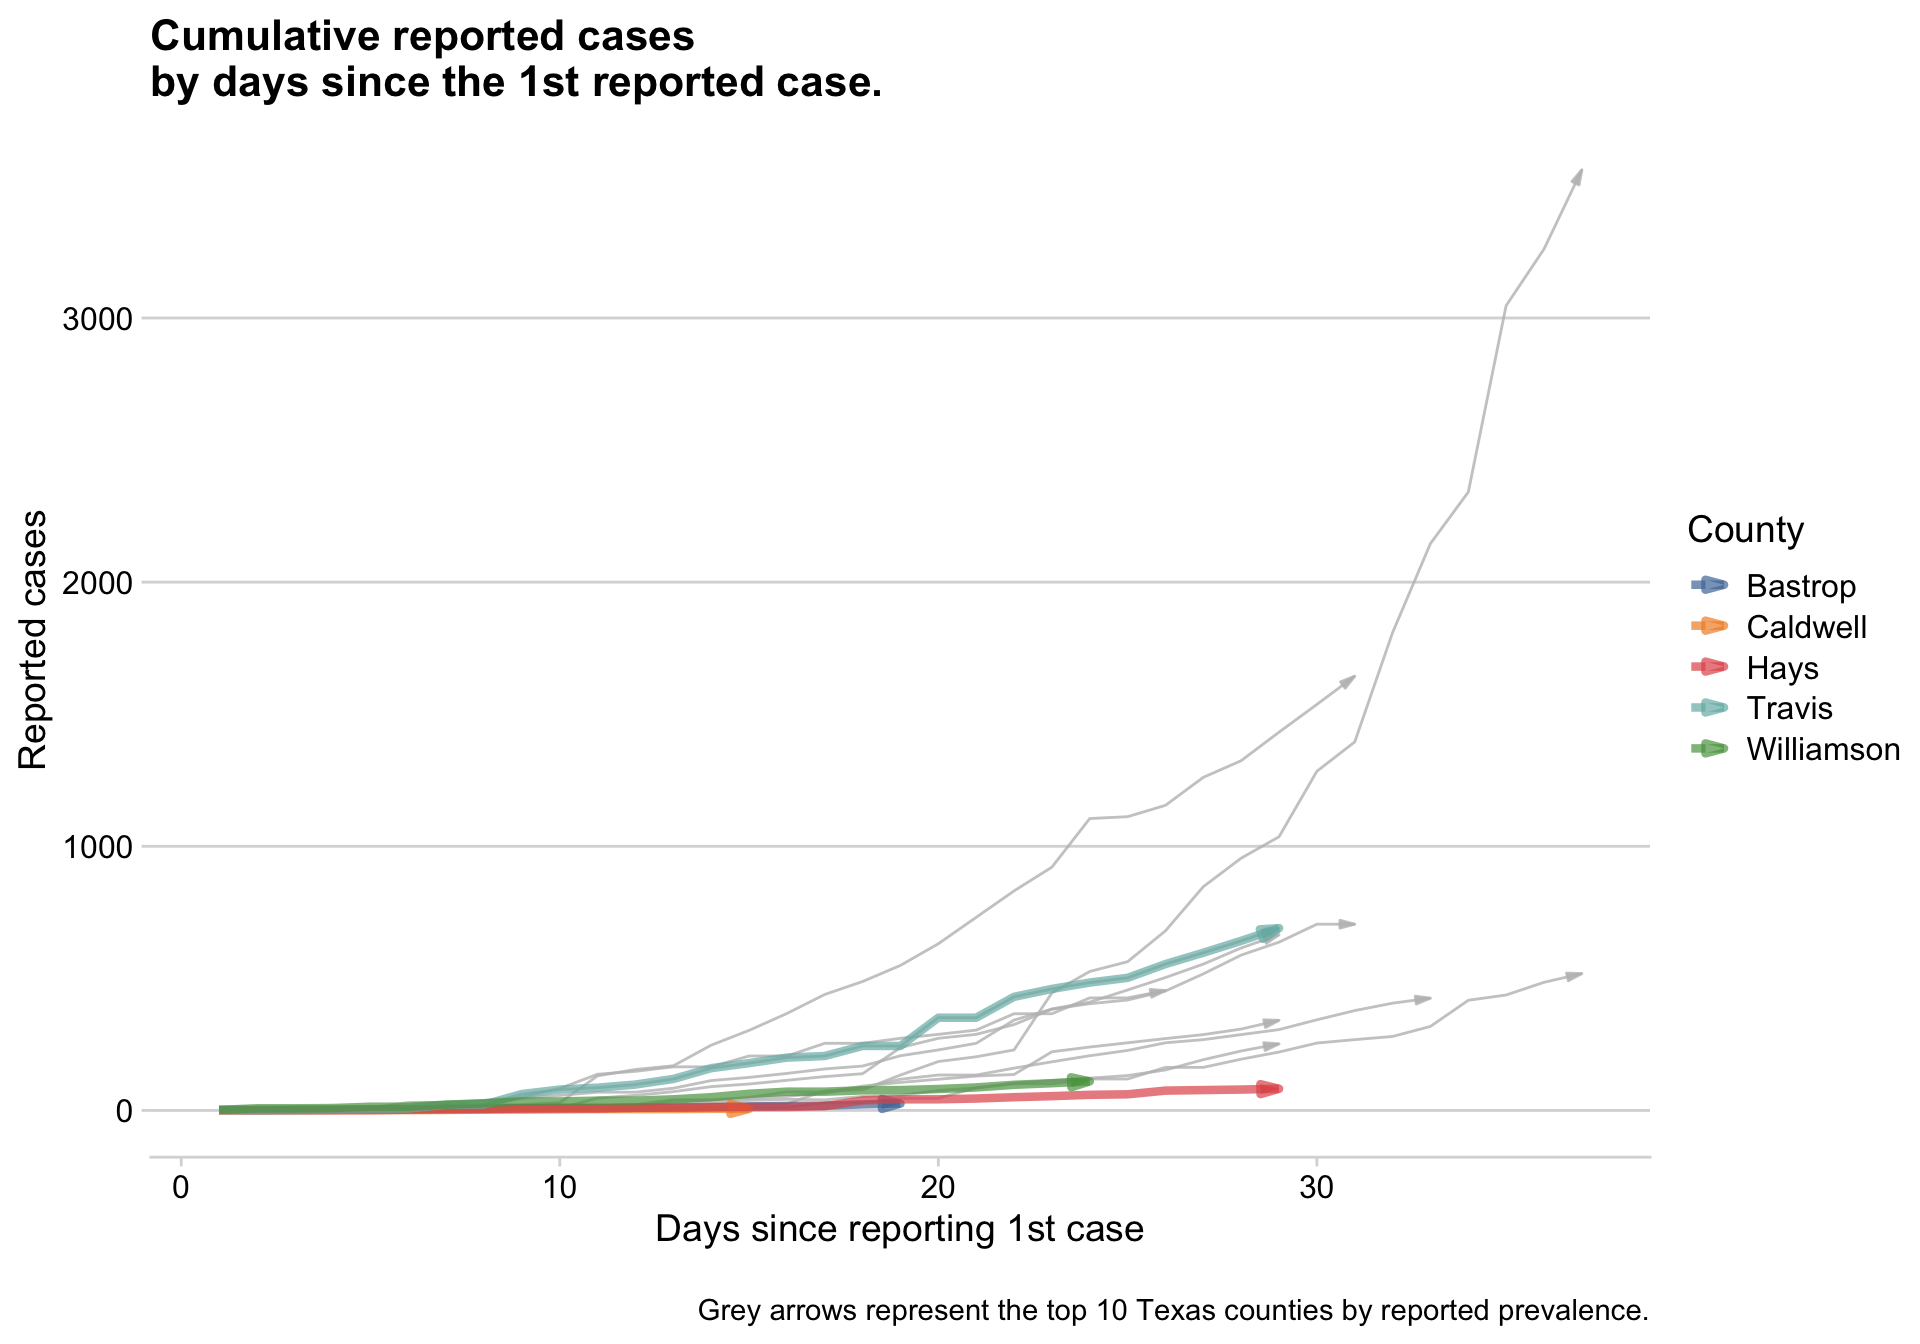 Cumulative reported cases
by days since the 1st reported case.
Reported cases
3000
2000
1000
0
0
10
20
30
Days since reporting 1st case
County
Bastrop
Caldwell
Hays
Travis
Williamson
Grey arrows represent the top 10 Texas counties by reported prevalence.